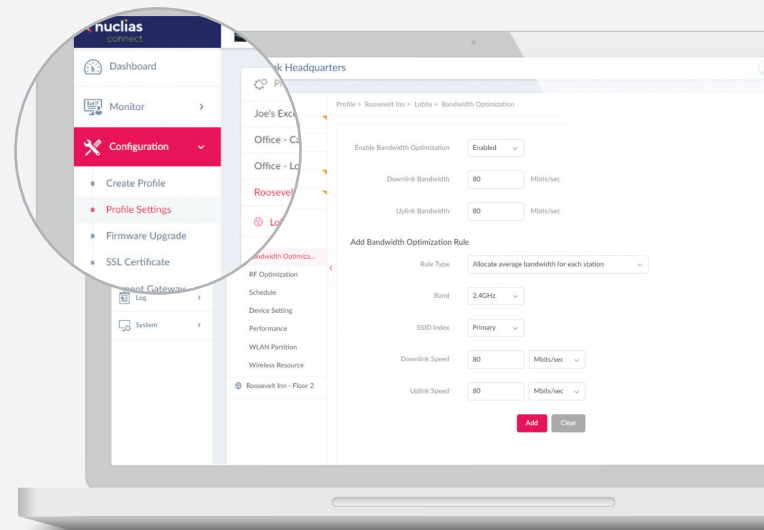 nuclias
connect
Dashboard
Monitor
Configuration
Create Profile
Profile Settings
Firmware Upgrade
SSL Certificate
Gateway
Log
System
Headquarters
Joe's
Office -
Office -
Bandwidth Optimiza...
RF Optimization
Schedule
Device Setting
Performance
WLAN Partition
Wireless Resource
Roosevelt Inn - Floor 2
Profile > Roosevelt Inn > Lobby > Bandwidth Optimization
Enable Bandwidth Optimization Enabled
Downlink Bandwidth 80 Mbits/sec
Uplink Bandwidth 80 Mbits/sec
Add Bandwidth Optimization Rule
Rule Type Allocate average bandwidth for each station
Band 2.4GHz
SSID Index Primary
Downlink Speed 80 Mbits/sec
Uplink Speed 80 Mbits/sec
Add Clear